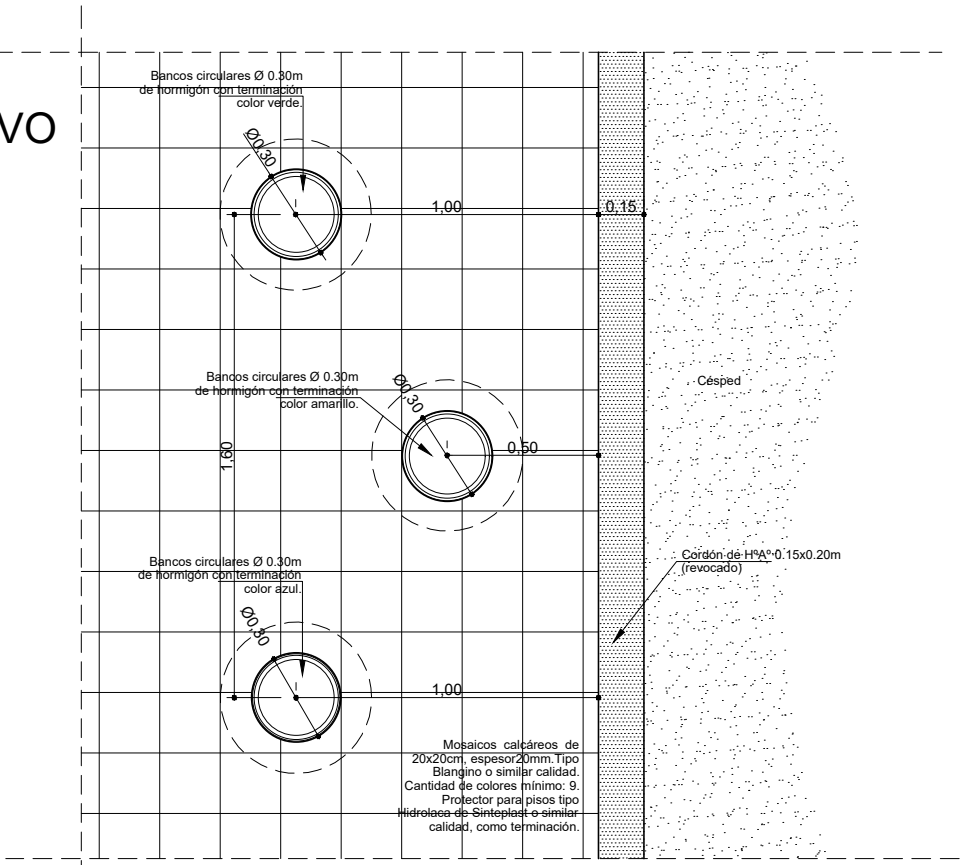 Bancos circulares Ø 0.30m
de hormigón con terminación
color verde.
VO
Ø0,30
1,00
0,15
Bancos circulares Ø 0.30m
de hormigón con terminación
color amarillo.
Ø0,30
Césped
0,50
1,60
Cordón de HºAº 0.15x0.20m
(revocado)
Bancos circulares Ø 0.30m
de hormigón con terminación
color azul.
Ø0,30
1,00
Mosaicos calcáreos de
20x20cm, espesor20mm.Tipo
Blangino o similar calidad.
Cantidad de colores mínimo: 9.
Protector para pisos tipo
Hidrolaca de Sinteplast o similar
calidad, como terminación.